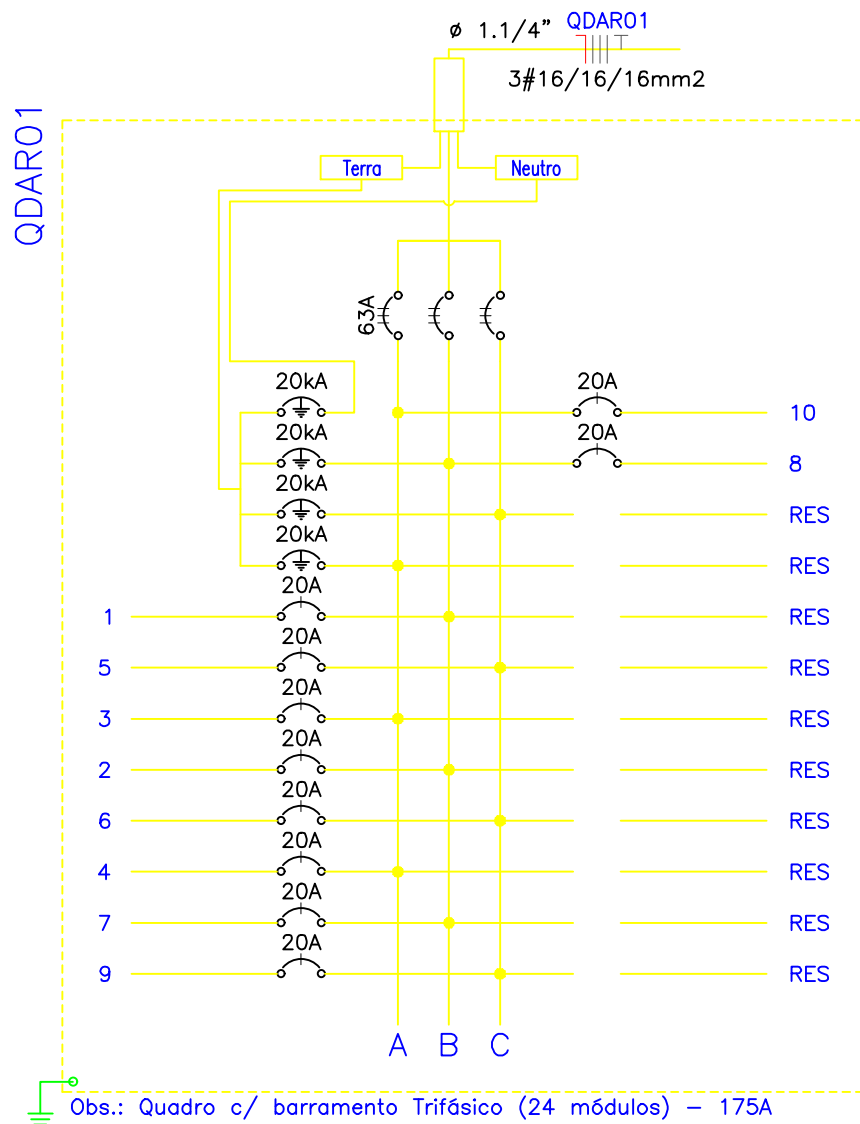 ø 1.1/4" QDAR01
3#16/16/16mm2
QDAR01
Terra Neutro
63A
20kA 20A 10
20kA 20A 8
20kA RES
20kA RES
1 20A RES
5 20A RES
3 20A RES
2 20A RES
6 20A RES
4 20A RES
7 20A RES
9 20A RES
A B C
Obs.: Quadro c/ barramento Trifásico (24 módulos) - 175A